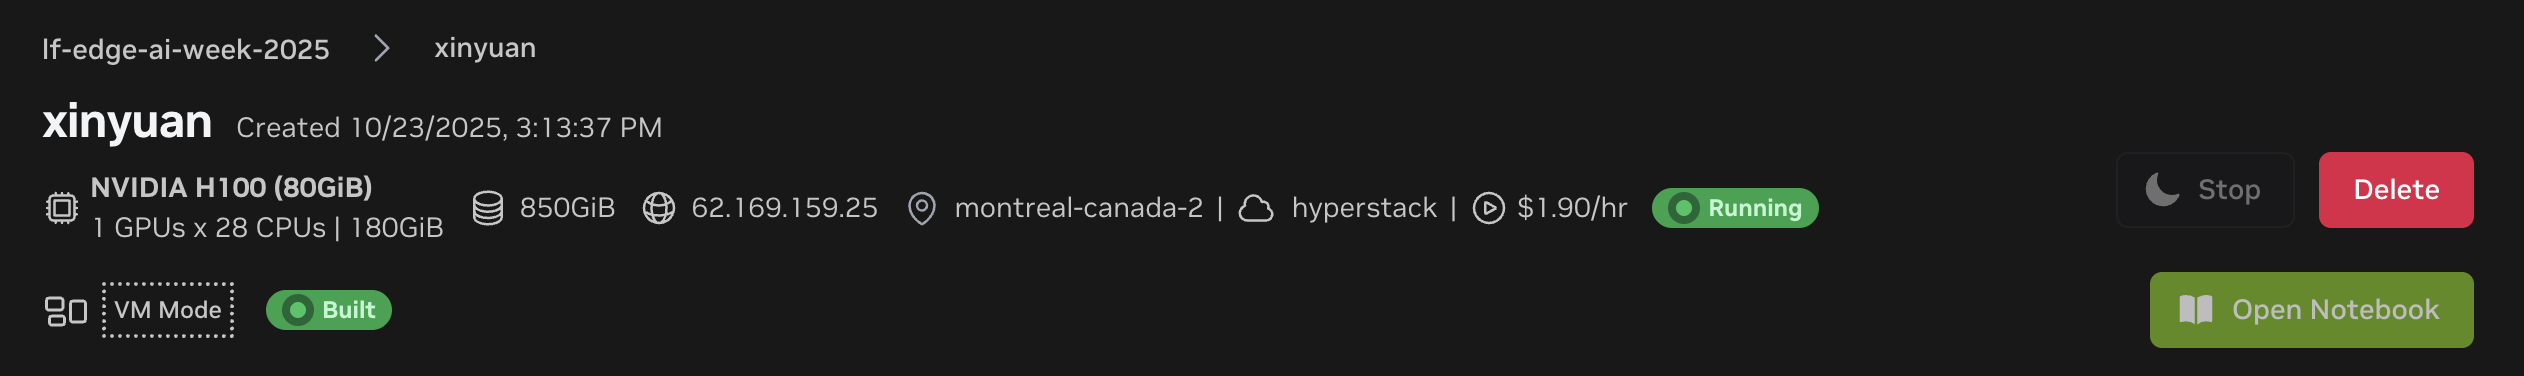 lf-edge-ai-week-2025 > xinyuan
xinyuan Created 10/23/2025, 3:13:37 PM
NVIDIA H100 (80GiB)
1 GPUs x 28 CPUs | 180GiB
850GiB 62.169.159.25 montreal-canada-2 | hyperstack | $1.90/hr Running
Stop Delete
VM Mode Built
Open Notebook